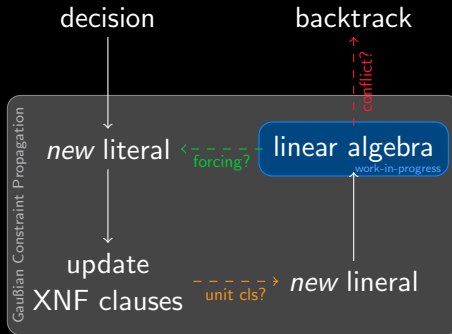 decision
backtrack
conflict?
Gaußian Constraint Propagation
new literal
forcing?
linear algebra
work-in-progress
update
XNF clauses
unit cls?
new lineral